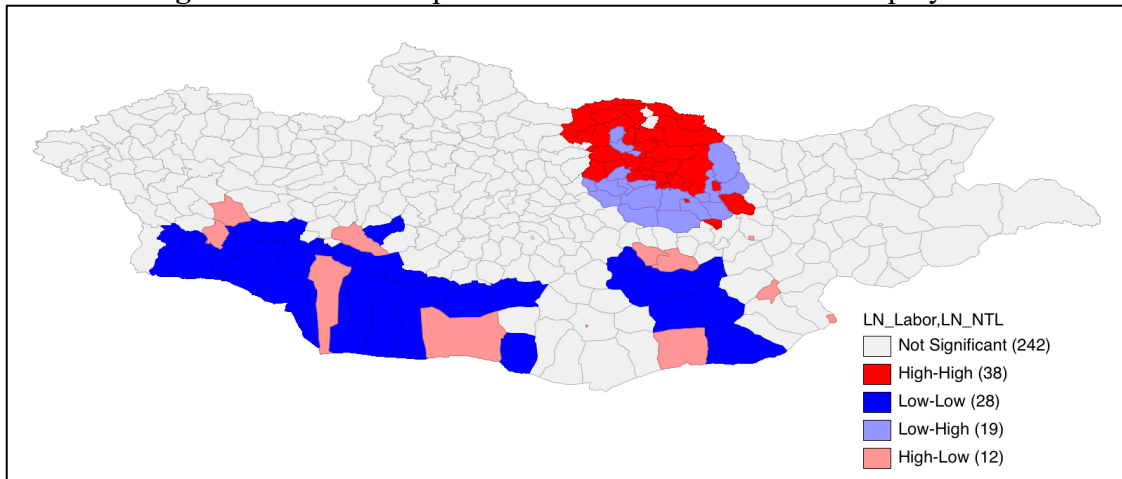 LN_Labor,LN_NTL
Not Significant (242)
High-High (38)
Low-Low (28)
Low-High (19)
High-Low (12)